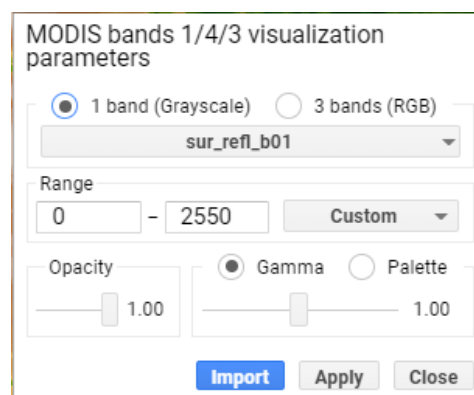 MODIS bands 1/4/3 visualization
parameters
1 band (Grayscale) 3 bands (RGB)
sur_refl_b01
Range
0 – 2550 Custom
Opacity Gamma Palette
1.00 1.00
Import Apply Close